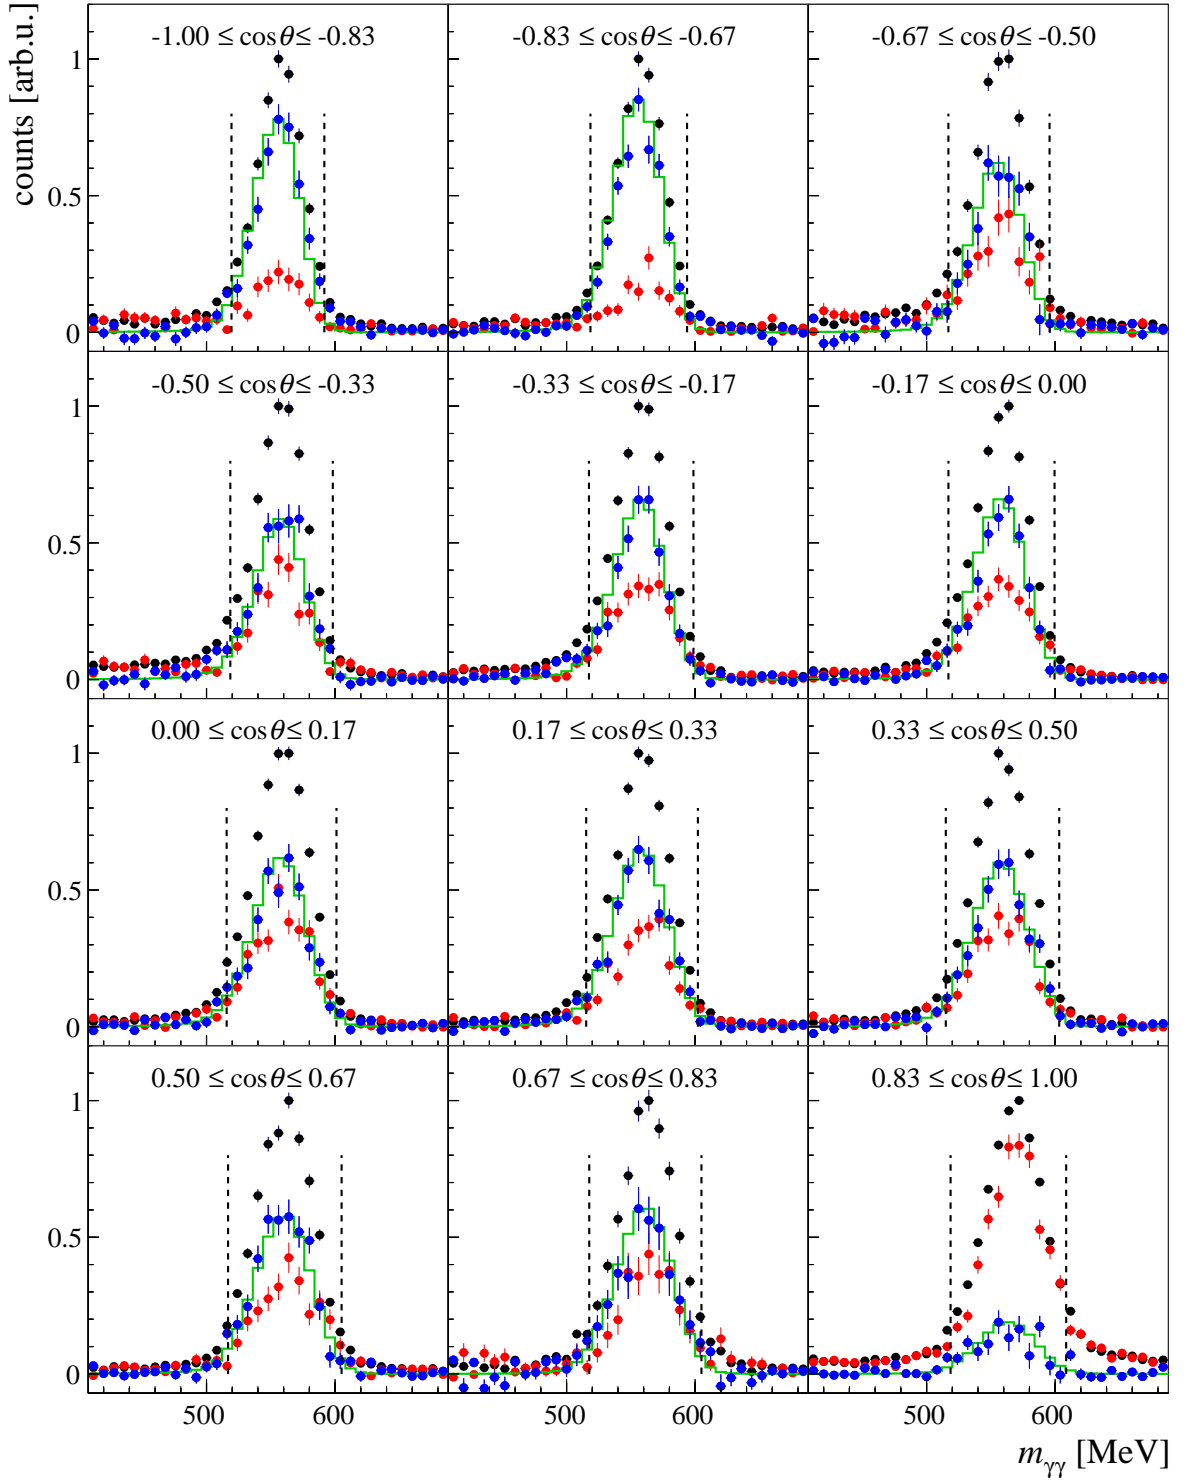 counts [arb.u.]
-1.00 ≤ cosθ ≤ -0.83
-0.83 ≤ cosθ ≤ -0.67
-0.67 ≤ cosθ ≤ -0.50
1
0.5
0
-0.50 ≤ cosθ ≤ -0.33
-0.33 ≤ cosθ ≤ -0.17
-0.17 ≤ cosθ ≤ 0.00
1
0.5
0
0.00 ≤ cosθ ≤ 0.17
0.17 ≤ cosθ ≤ 0.33
0.33 ≤ cosθ ≤ 0.50
1
0.5
0
0.50 ≤ cosθ ≤ 0.67
0.67 ≤ cosθ ≤ 0.83
0.83 ≤ cosθ ≤ 1.00
1
0.5
0
500 600 500 600 500 600
m_γγ [MeV]